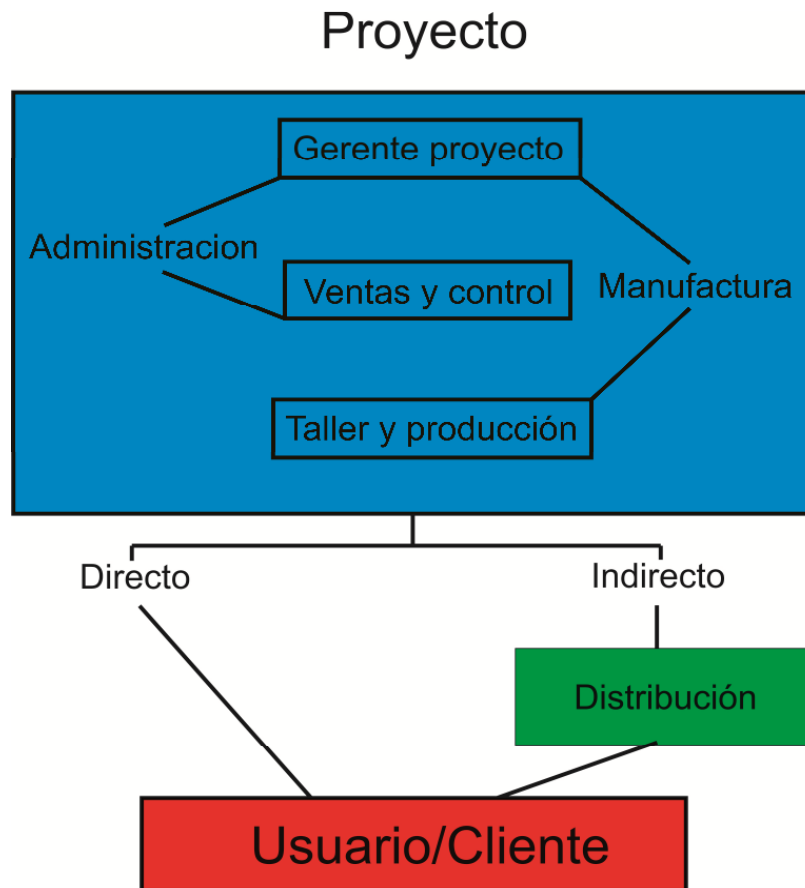 Proyecto
Gerente proyecto
Administracion
Ventas y control
Manufactura
Taller y producción
Directo
Indirecto
Distribución
Usuario/Cliente